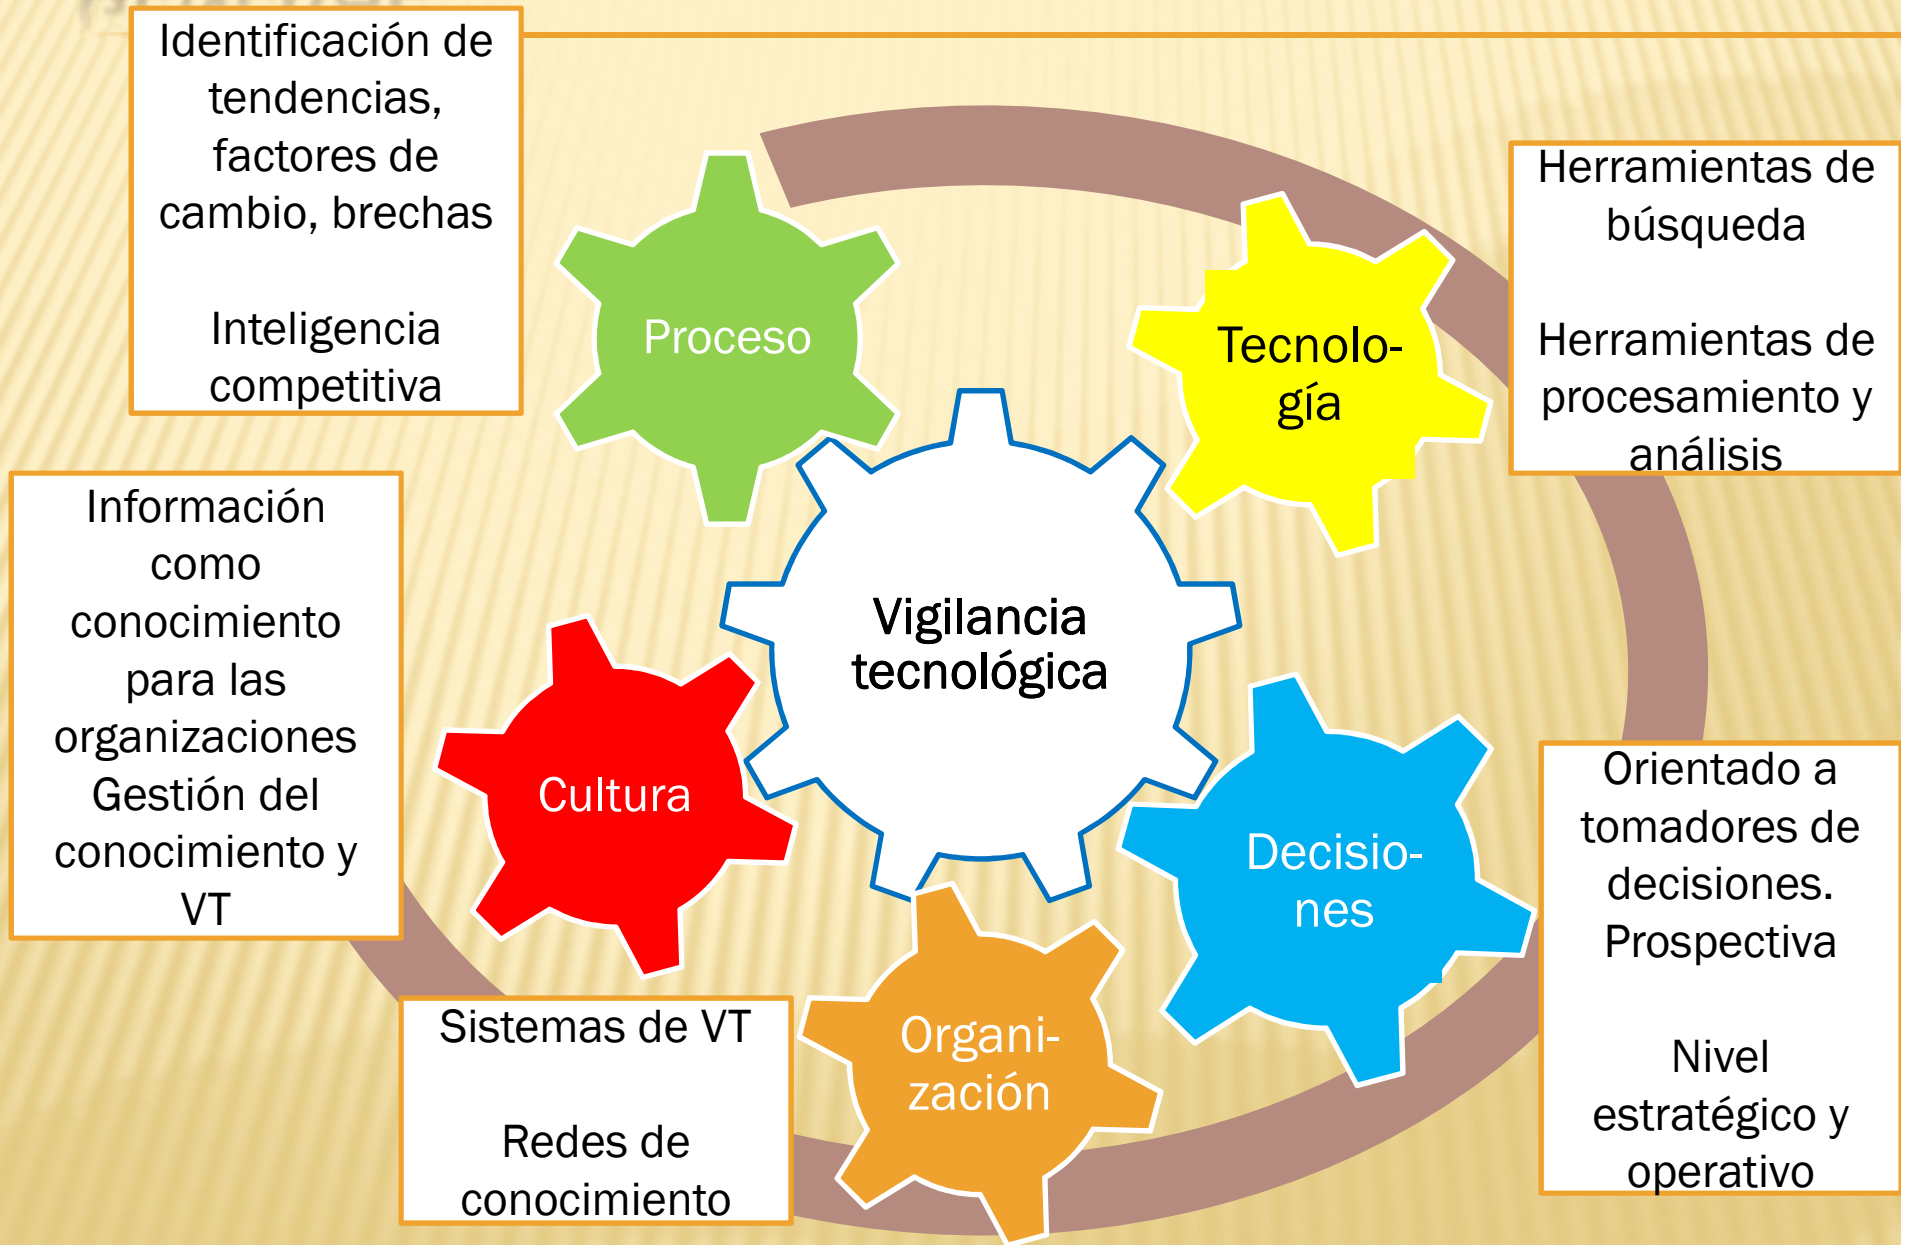 Identificación de
tendencias,
factores de
cambio, brechas
Inteligencia
competitiva
Proceso
Tecnolo-
gía
Herramientas de
búsqueda
Herramientas de
procesamiento y
análisis
Información
como
conocimiento
para las
organizaciones
Gestión del
conocimiento y
VT
Vigilancia
tecnológica
Cultura
Decisio-
nes
Orientado a
tomadores de
decisiones.
Prospectiva
Nivel
estratégico y
operativo
Organi-
zación
Sistemas de VT
Redes de
conocimiento